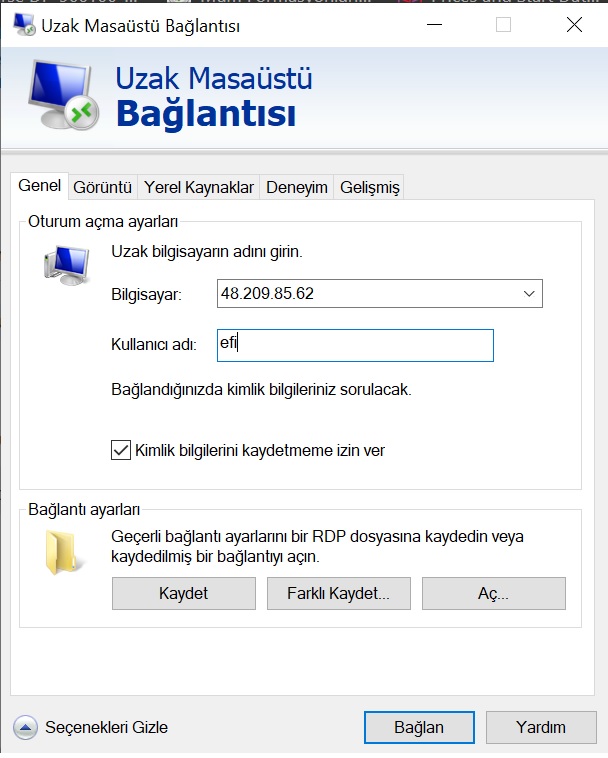 Uzak Masaüstü Bağlantısı
Uzak Masaüstü
Bağlantısı
Genel Görüntü Yerel Kaynaklar Deneyim Gelişmiş
Oturum açma ayarları
Uzak bilgisayarın adını girin.
Bilgisayar: 48.209.85.62
Kullanıcı adı: efi
Bağlandığınızda kimlik bilgileriniz sorulacak.
Kimlik bilgilerini kaydetmeme izin ver
Bağlantı ayarları
Geçerli bağlantı ayarlarını bir RDP dosyasına kaydedin veya
kaydedilmiş bir bağlantıyı açın.
Kaydet Farklı Kaydet... Aç...
Seçenekleri Gizle Bağlan Yardım